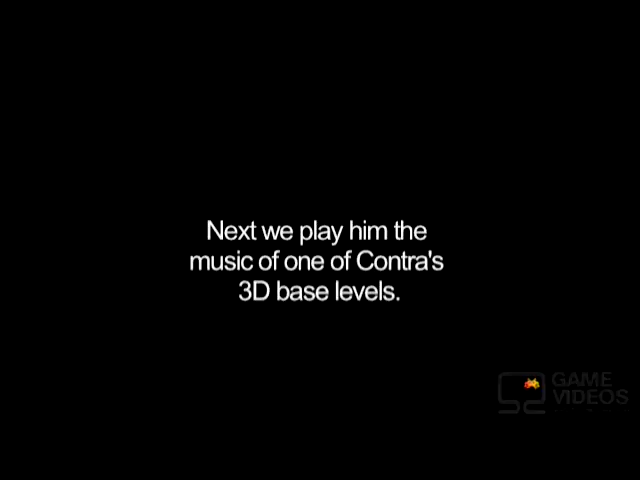 Next we play him the
music of one of Contra's
3D base levels.
GAME
VIDEOS